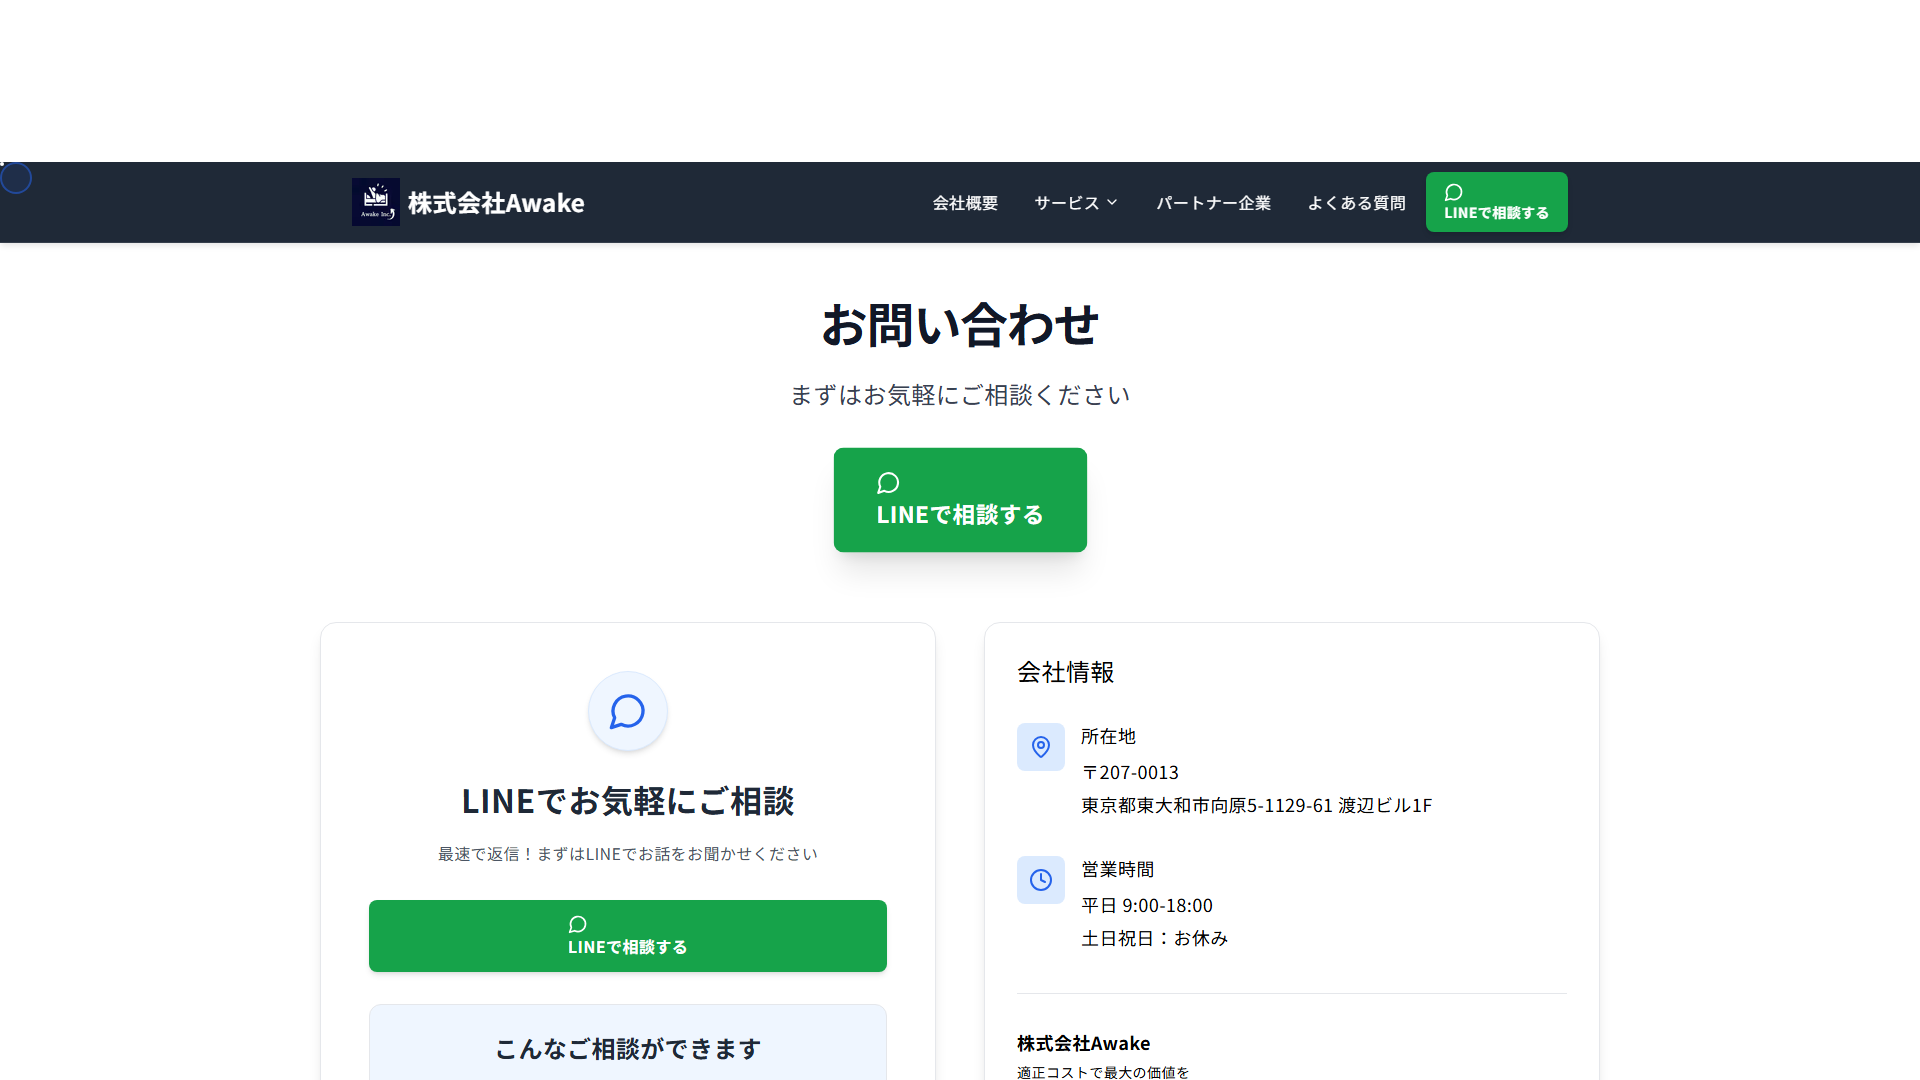 Awake Inc.
株式会社Awake
会社概要
サービス
パートナー企業
よくある質問
LINEで相談する
お問い合わせ
まずはお気軽にご相談ください
LINEで相談する
LINEでお気軽にご相談
最速で返信！まずはLINEでお話をお聞かせください
LINEで相談する
こんなご相談ができます
会社情報
所在地
〒207-0013
東京都東大和市向原5-1129-61 渡辺ビル1F
営業時間
平日 9:00-18:00
土日祝日：お休み
株式会社Awake
適正コストで最大の価値を